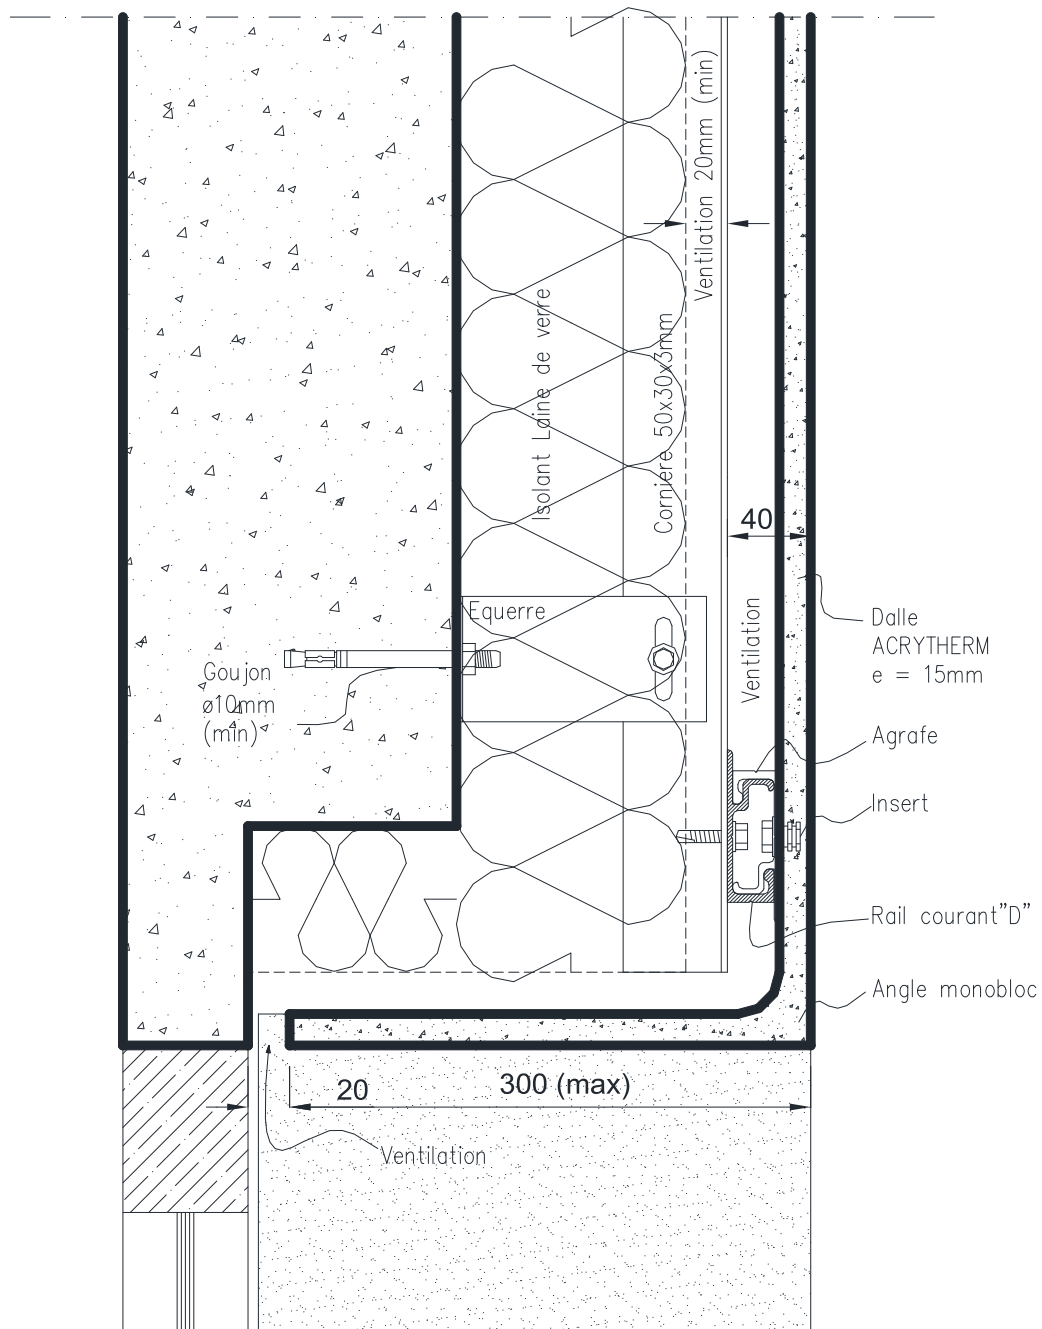 Ventilation 20mm (min)
Isolant Laine de verre
Cornière 50x30x3mm
40
Equerre
Ventilation
Dalle
ACRYTHERM
e = 15mm
Goujon
ø10mm
(min)
Agrafe
Insert
Rail courant"D"
Angle monobloc
20
300 (max)
Ventilation